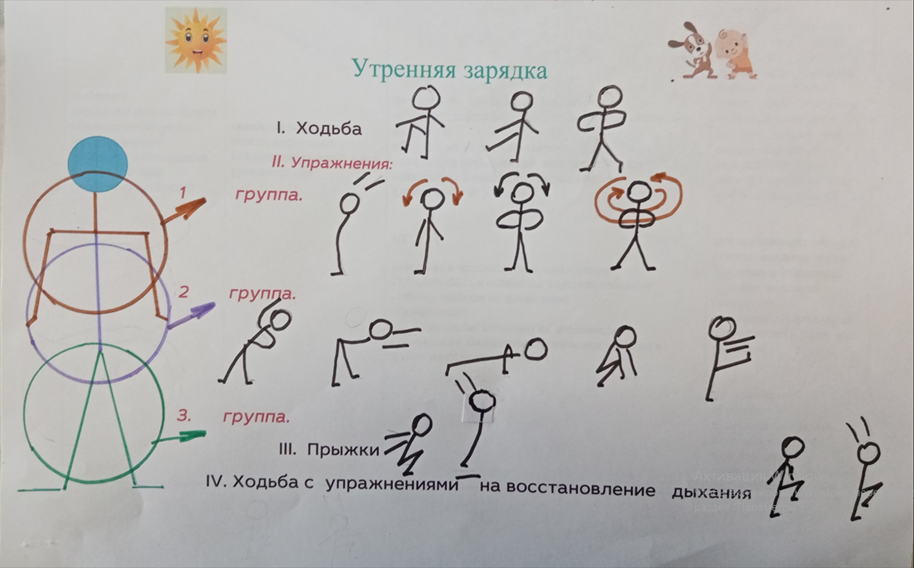 Утренняя зарядка
I. Ходьба
II. Упражнения:
1 группа.
2 группа.
3. группа.
III. Прыжки
IV. Ходьба с упражнениями на восстановление дыхания